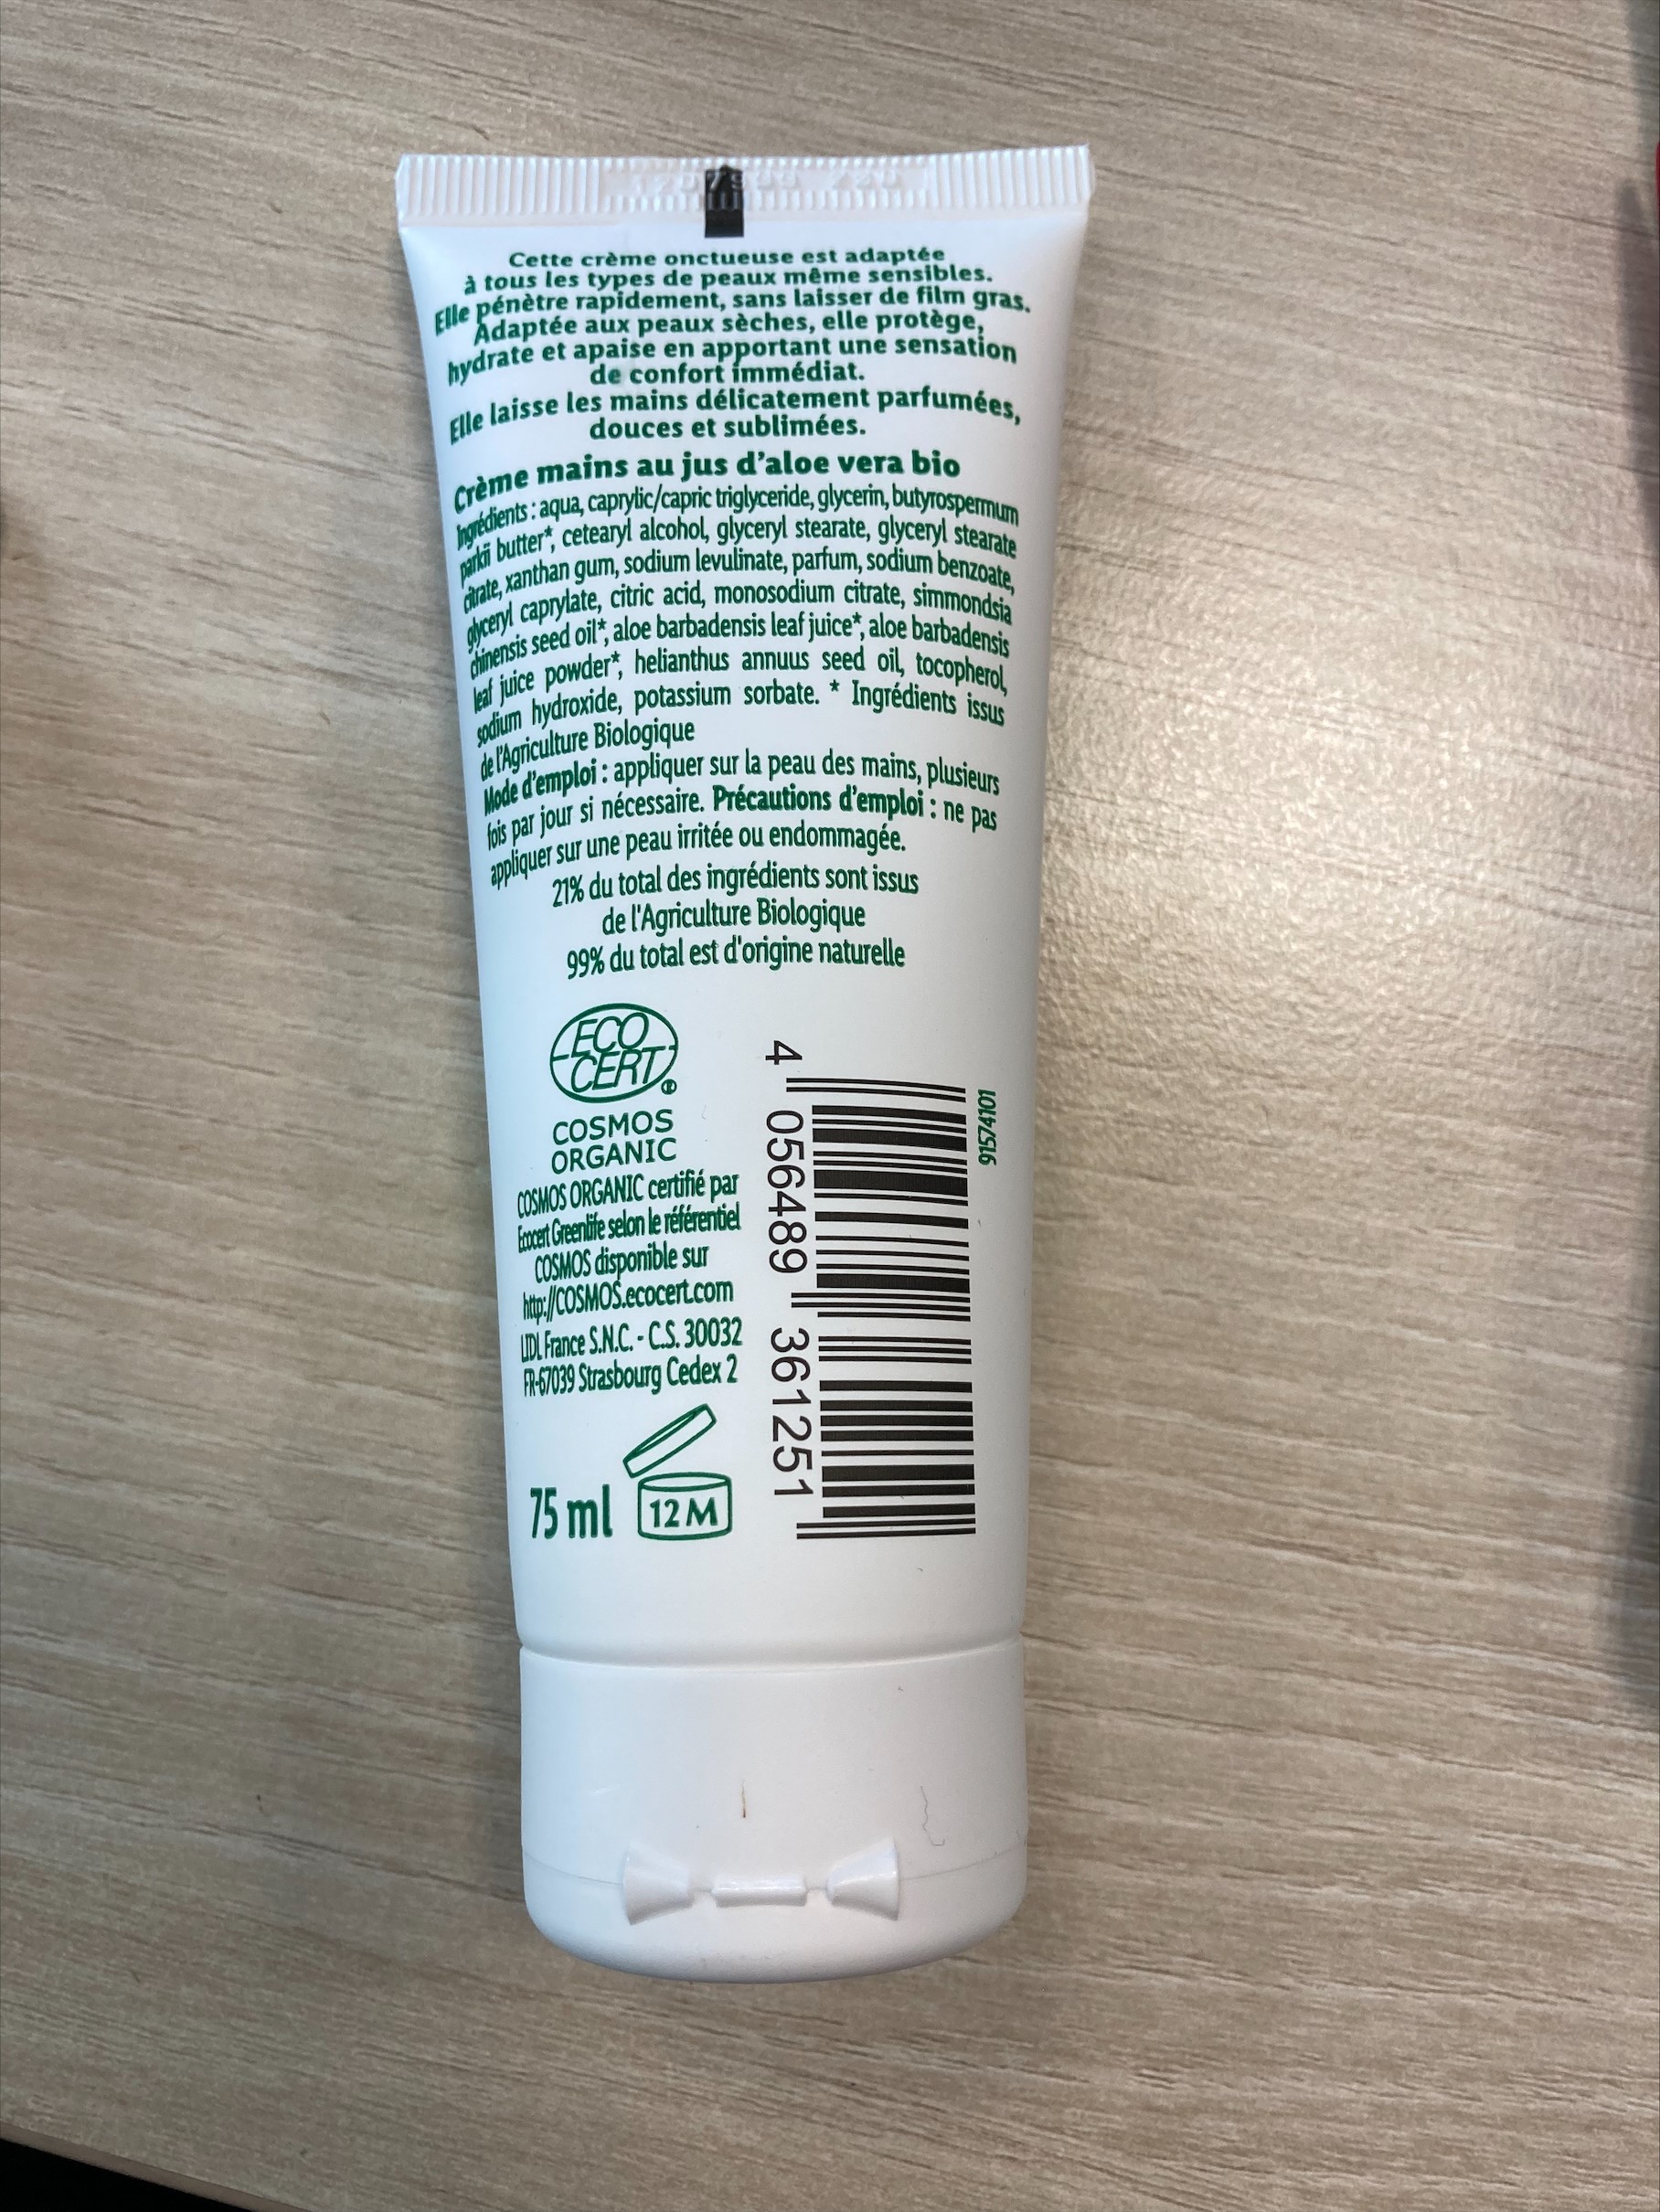 Cette crème onctueuse est adaptée
à tous les types de peaux même sensibles.
Elle pénètre rapidement, sans laisser de film gras.
Adaptée aux peaux sèches, elle protège,
hydrate et apaise en apportant une sensation
de confort immédiat.
Elle laisse les mains délicatement parfumées,
douces et sublimées.
Crème mains au jus d'aloe vera bio
Ingrédients : aqua, caprylic/capric triglyceride, glycerin, butyrospermum
parkii butter*, cetearyl alcohol, glyceryl stearate, glyceryl stearate
citrate, xanthan gum, sodium levulinate, parfum, sodium benzoate,
glyceryl caprylate, citric acid, monosodium citrate, simmondsia
chinensis seed oil*, aloe barbadensis leaf juice*, aloe barbadensis
leaf juice powder*, helianthus annuus seed oil, tocopherol,
sodium hydroxide, potassium sorbate. * Ingrédients issus
de l'Agriculture Biologique
Mode d'emploi : appliquer sur la peau des mains, plusieurs
fois par jour si nécessaire. Précautions d'emploi : ne pas
appliquer sur une peau irritée ou endommagée.
21% du total des ingrédients sont issus
de l'Agriculture Biologique
99% du total est d'origine naturelle
ECO
CERT®
COSMOS
ORGANIC
COSMOS ORGANIC certifié par
Ecocert Greenlife selon le référentiel
COSMOS disponible sur
http://COSMOS.ecocert.com
LIDL France S.N.C. - C.S. 30032
FR-67039 Strasbourg Cedex 2
75 ml
12 M
4 056489 361251
91574101